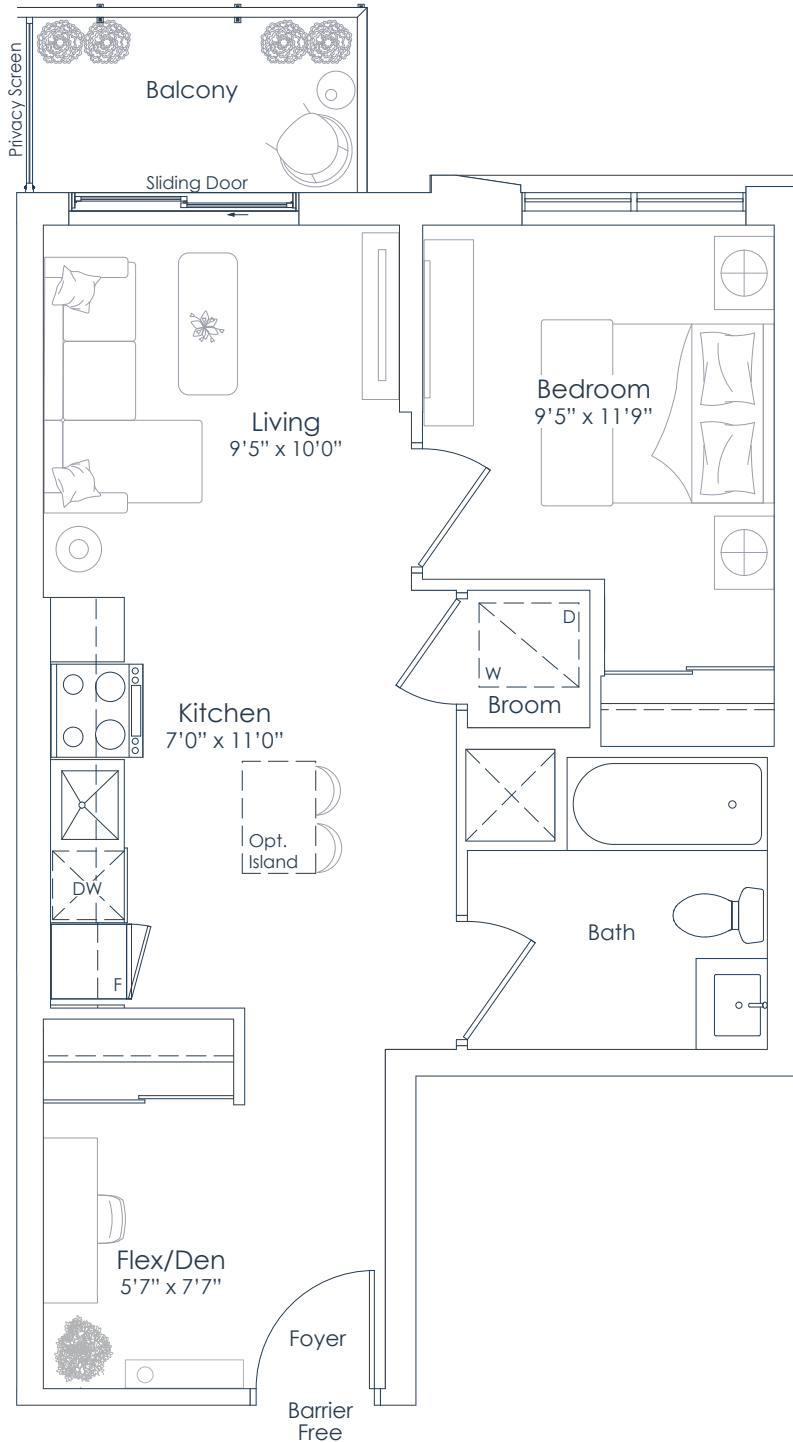 Privacy Screen
Balcony
Sliding Door
Living
9’5” x 10’0”
Bedroom
9’5” x 11’9”
D
W
Broom
Kitchen
7’0” x 11’0”
Opt.
Island
DW
F
Bath
Flex/Den
5’7” x 7’7”
Foyer
Barrier
Free